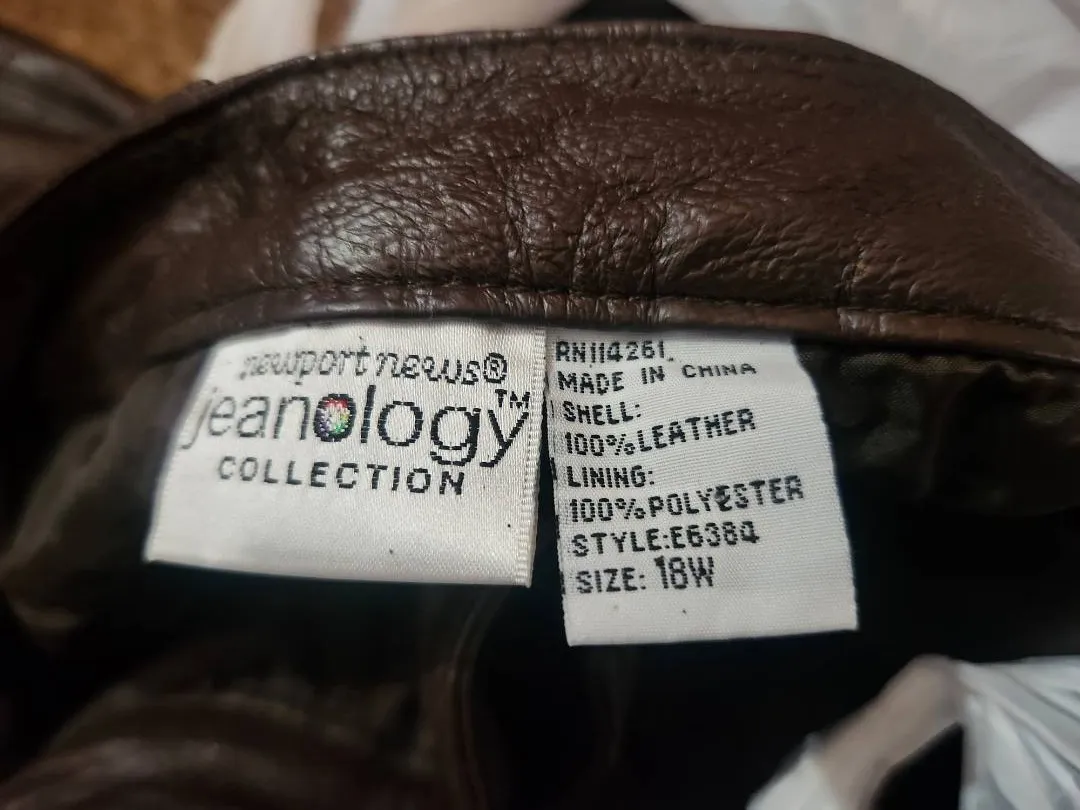 newport news®
jeanology™
COLLECTION
RN114261
MADE IN CHINA
SHELL:
100%LEATHER
LINING:
100%POLYESTER
STYLE:E6384
SIZE: 18W